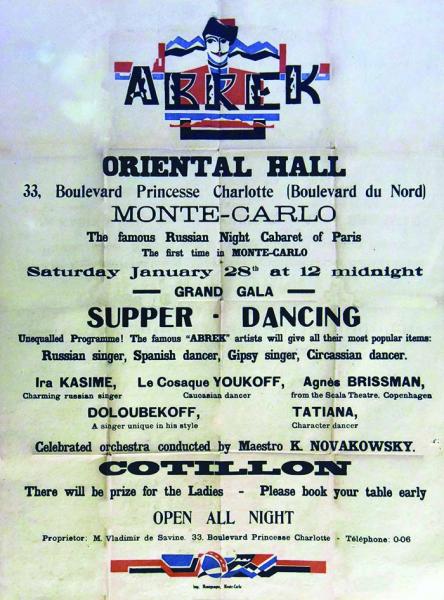 "ABREK"
ORIENTAL HALL
33, Boulevard Princesse Charlotte (Boulevard du Nord)
MONTE-CARLO
The famous Russian Night Cabaret of Paris
The first time in MONTE-CARLO
Saturday January 28th at 12 midnight
— GRAND GALA —
SUPPER - DANCING
Unequalled Programme! The famous "ABREK" artists will give all their most popular items:
Russian singer, Spanish dancer, Gipsy singer, Circassian dancer.
Ira KASIME, Le Cosaque YOUKOFF, Agnès BRISSMAN,
Charming russian singer Caucasian dancer from the Scala Theatre, Copenhagen
DOLOUBEKOFF, TATIANA,
A singer unique in his style Character dancer
Celebrated orchestra conducted by Maestro K. NOVAKOWSKY.
COTILLON
There will be prize for the Ladies - Please book your table early
OPEN ALL NIGHT
Proprietor: M. Vladimir de Savine. 33, Boulevard Princesse Charlotte - Téléphone: 0-06
Imp. Monte-Carlo